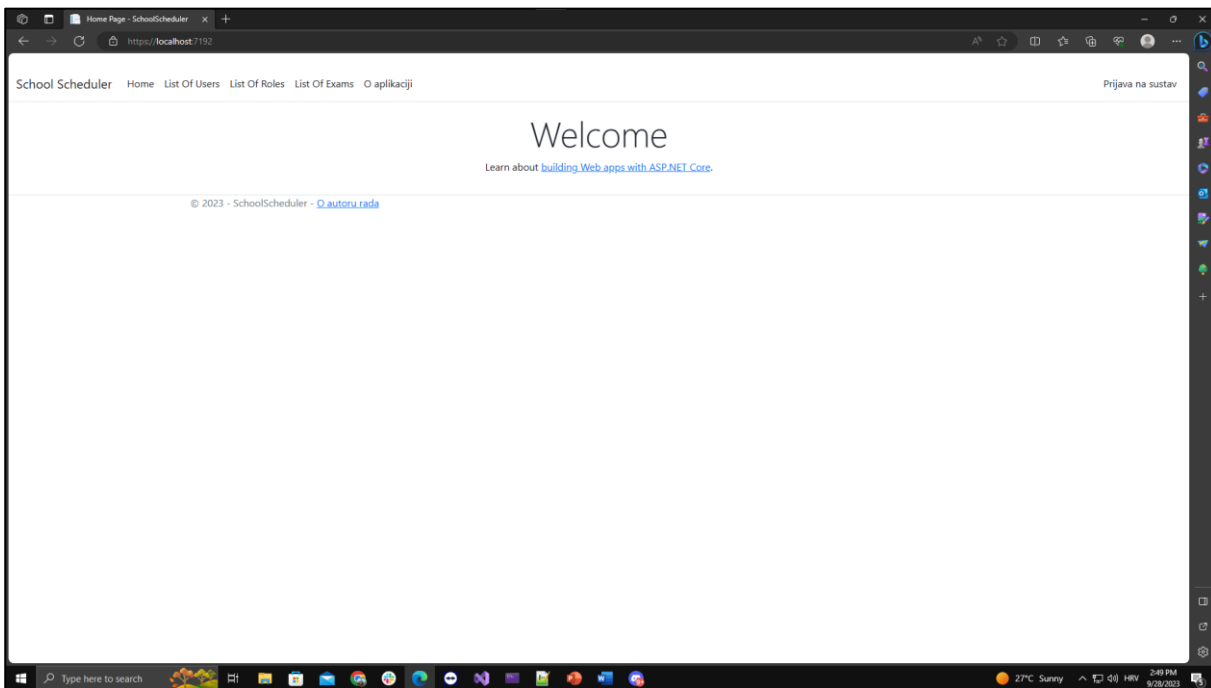 Home Page - SchoolScheduler
https://localhost:7192
School Scheduler Home List Of Users List Of Roles List Of Exams O aplikaciji Prijava na sustav
Welcome
Learn about building Web apps with ASP.NET Core.
© 2023 - SchoolScheduler - O autoru rada
Type here to search 27°C Sunny HRV 2:49 PM
9/28/2023